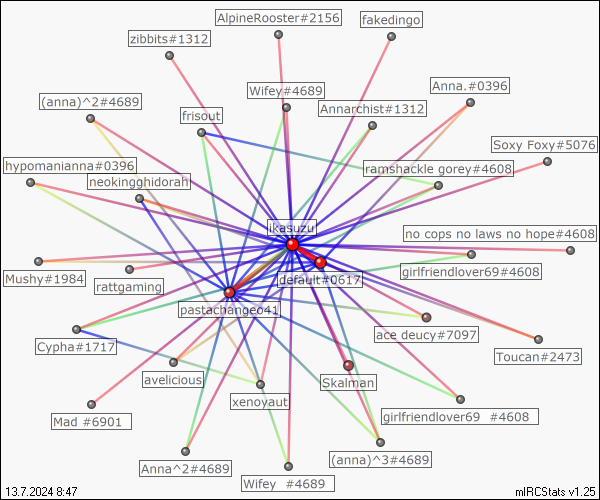 AlpineRooster#2156
fakedingo
zibbits#1312
Wifey#4689
Anna.#0396
(anna)^2#4689
frisout
Annarchist#1312
Soxy Foxy#5076
hypomanianna#0396
ramshackle gorey#4608
neokingghidorah
ikasuzu
no cops no laws no hope#4608
Mushy#1984
rattgaming
default#0617
girlfriendlover69#4608
pastachangeo41
ace deucy#7097
Cypha#1717
Toucan#2473
avelicious
Skalman
xenoyaut
Mad #6901
girlfriendlover69 #4608
Anna^2#4689
(anna)^3#4689
Wifey #4689
13.7.2024 8:47
mIRCStats v1.25